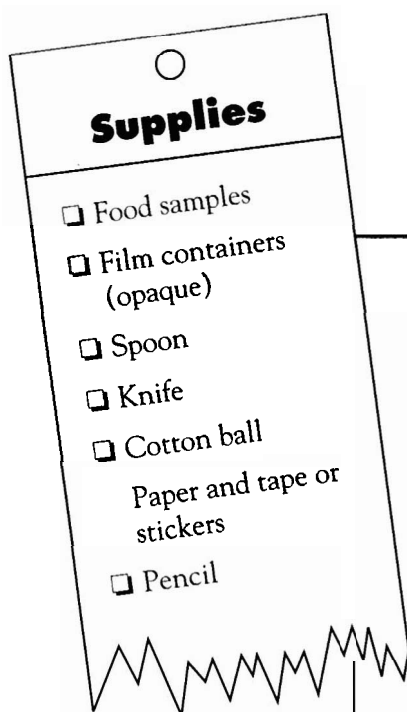 Supplies
❏ Food samples
❏ Film containers
(opaque)
❏ Spoon
❏ Knife
❏ Cotton ball
Paper and tape or
stickers
❏ Pencil